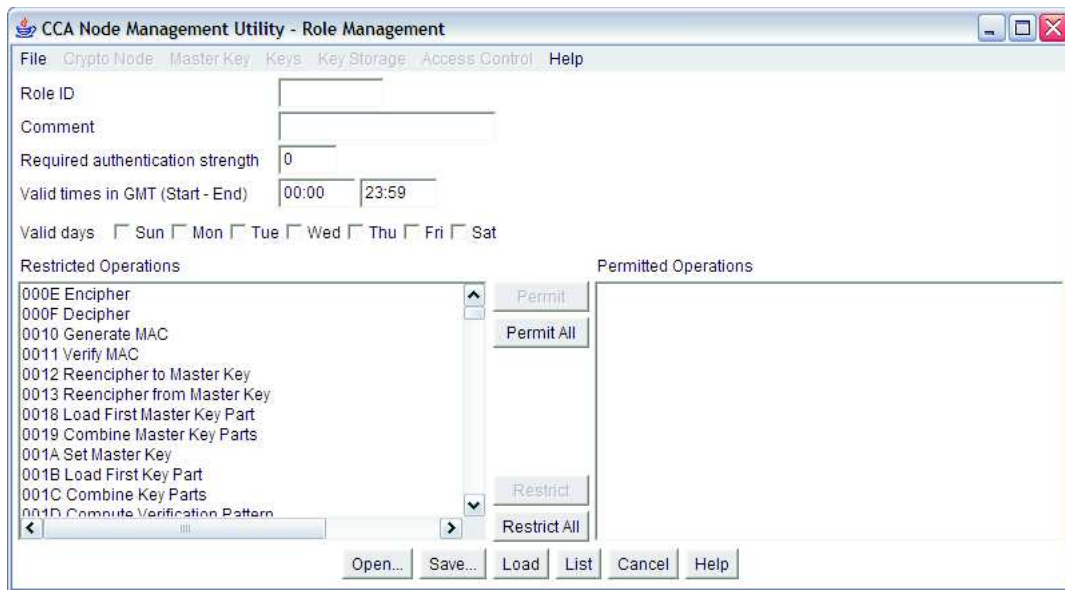 CCA Node Management Utility - Role Management
File Crypto Node Master Key Keys Key Storage Access Control Help
Role ID
Comment
Required authentication strength 0
Valid times in GMT (Start - End) 00:00 23:59
Valid days Sun Mon Tue Wed Thu Fri Sat
Restricted Operations
000E Encipher
000F Decipher
0010 Generate MAC
0011 Verify MAC
0012 Reencipher to Master Key
0013 Reencipher from Master Key
0018 Load First Master Key Part
0019 Combine Master Key Parts
001A Set Master Key
001B Load First Key Part
001C Combine Key Parts
001D Compute Verification Pattern
Permit
Permit All
Restrict
Restrict All
Permitted Operations
Open... Save... Load List Cancel Help